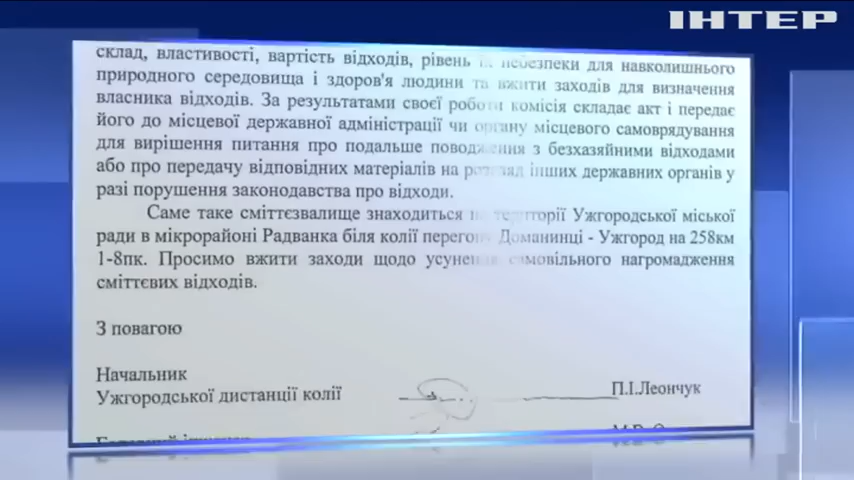 ІНТЕР
склад, властивості, вартість відходів, рівень їх небезпеки для навколишнього
природного середовища і здоров'я людини та вжити заходів для визначення
власника відходів. За результатами своєї роботи комісія складає акт і передає
його до місцевої державної адміністрації чи органу місцевого самоврядування
для вирішення питання про подальше поводження з безхазяйними відходами
або про передачу відповідних матеріалів на розгляд інших державних органів у
разі порушення законодавства про відходи.
Саме таке сміттєзвалище знаходиться на території Ужгородської міської
ради в мікрорайоні Радванка біля колії перегону Доманинці - Ужгород на 258км
1-8пк. Просимо вжити заходи щодо усунення самовільного нагромадження
сміттєвих відходів.
З повагою
Начальник
Ужгородської дистанції колії П.І.Леончук